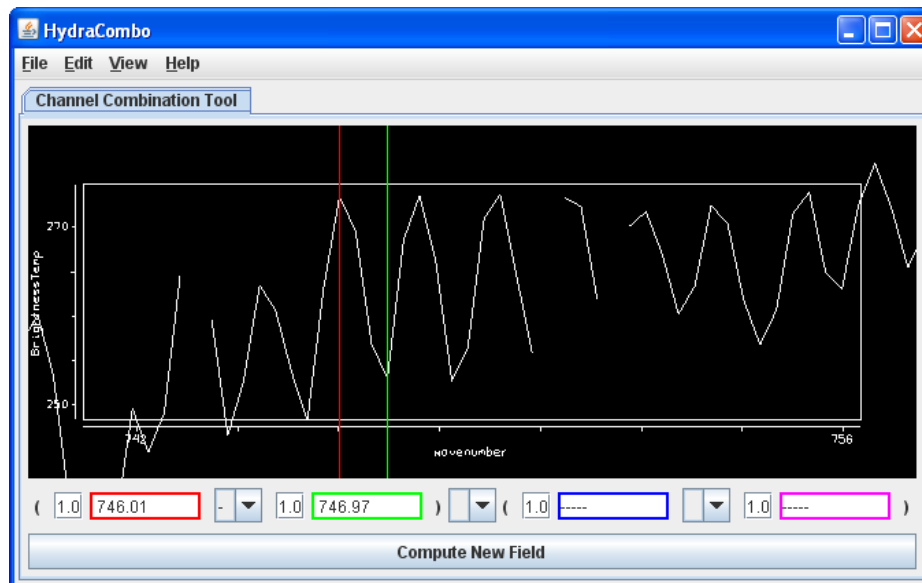 HydraCombo
File Edit View Help
Channel Combination Tool
270
BrightnessTemp
250
742 756
Wavenumber
( 1.0 746.01 - 1.0 746.97 ) ( 1.0 ----- 1.0 ----- )
Compute New Field